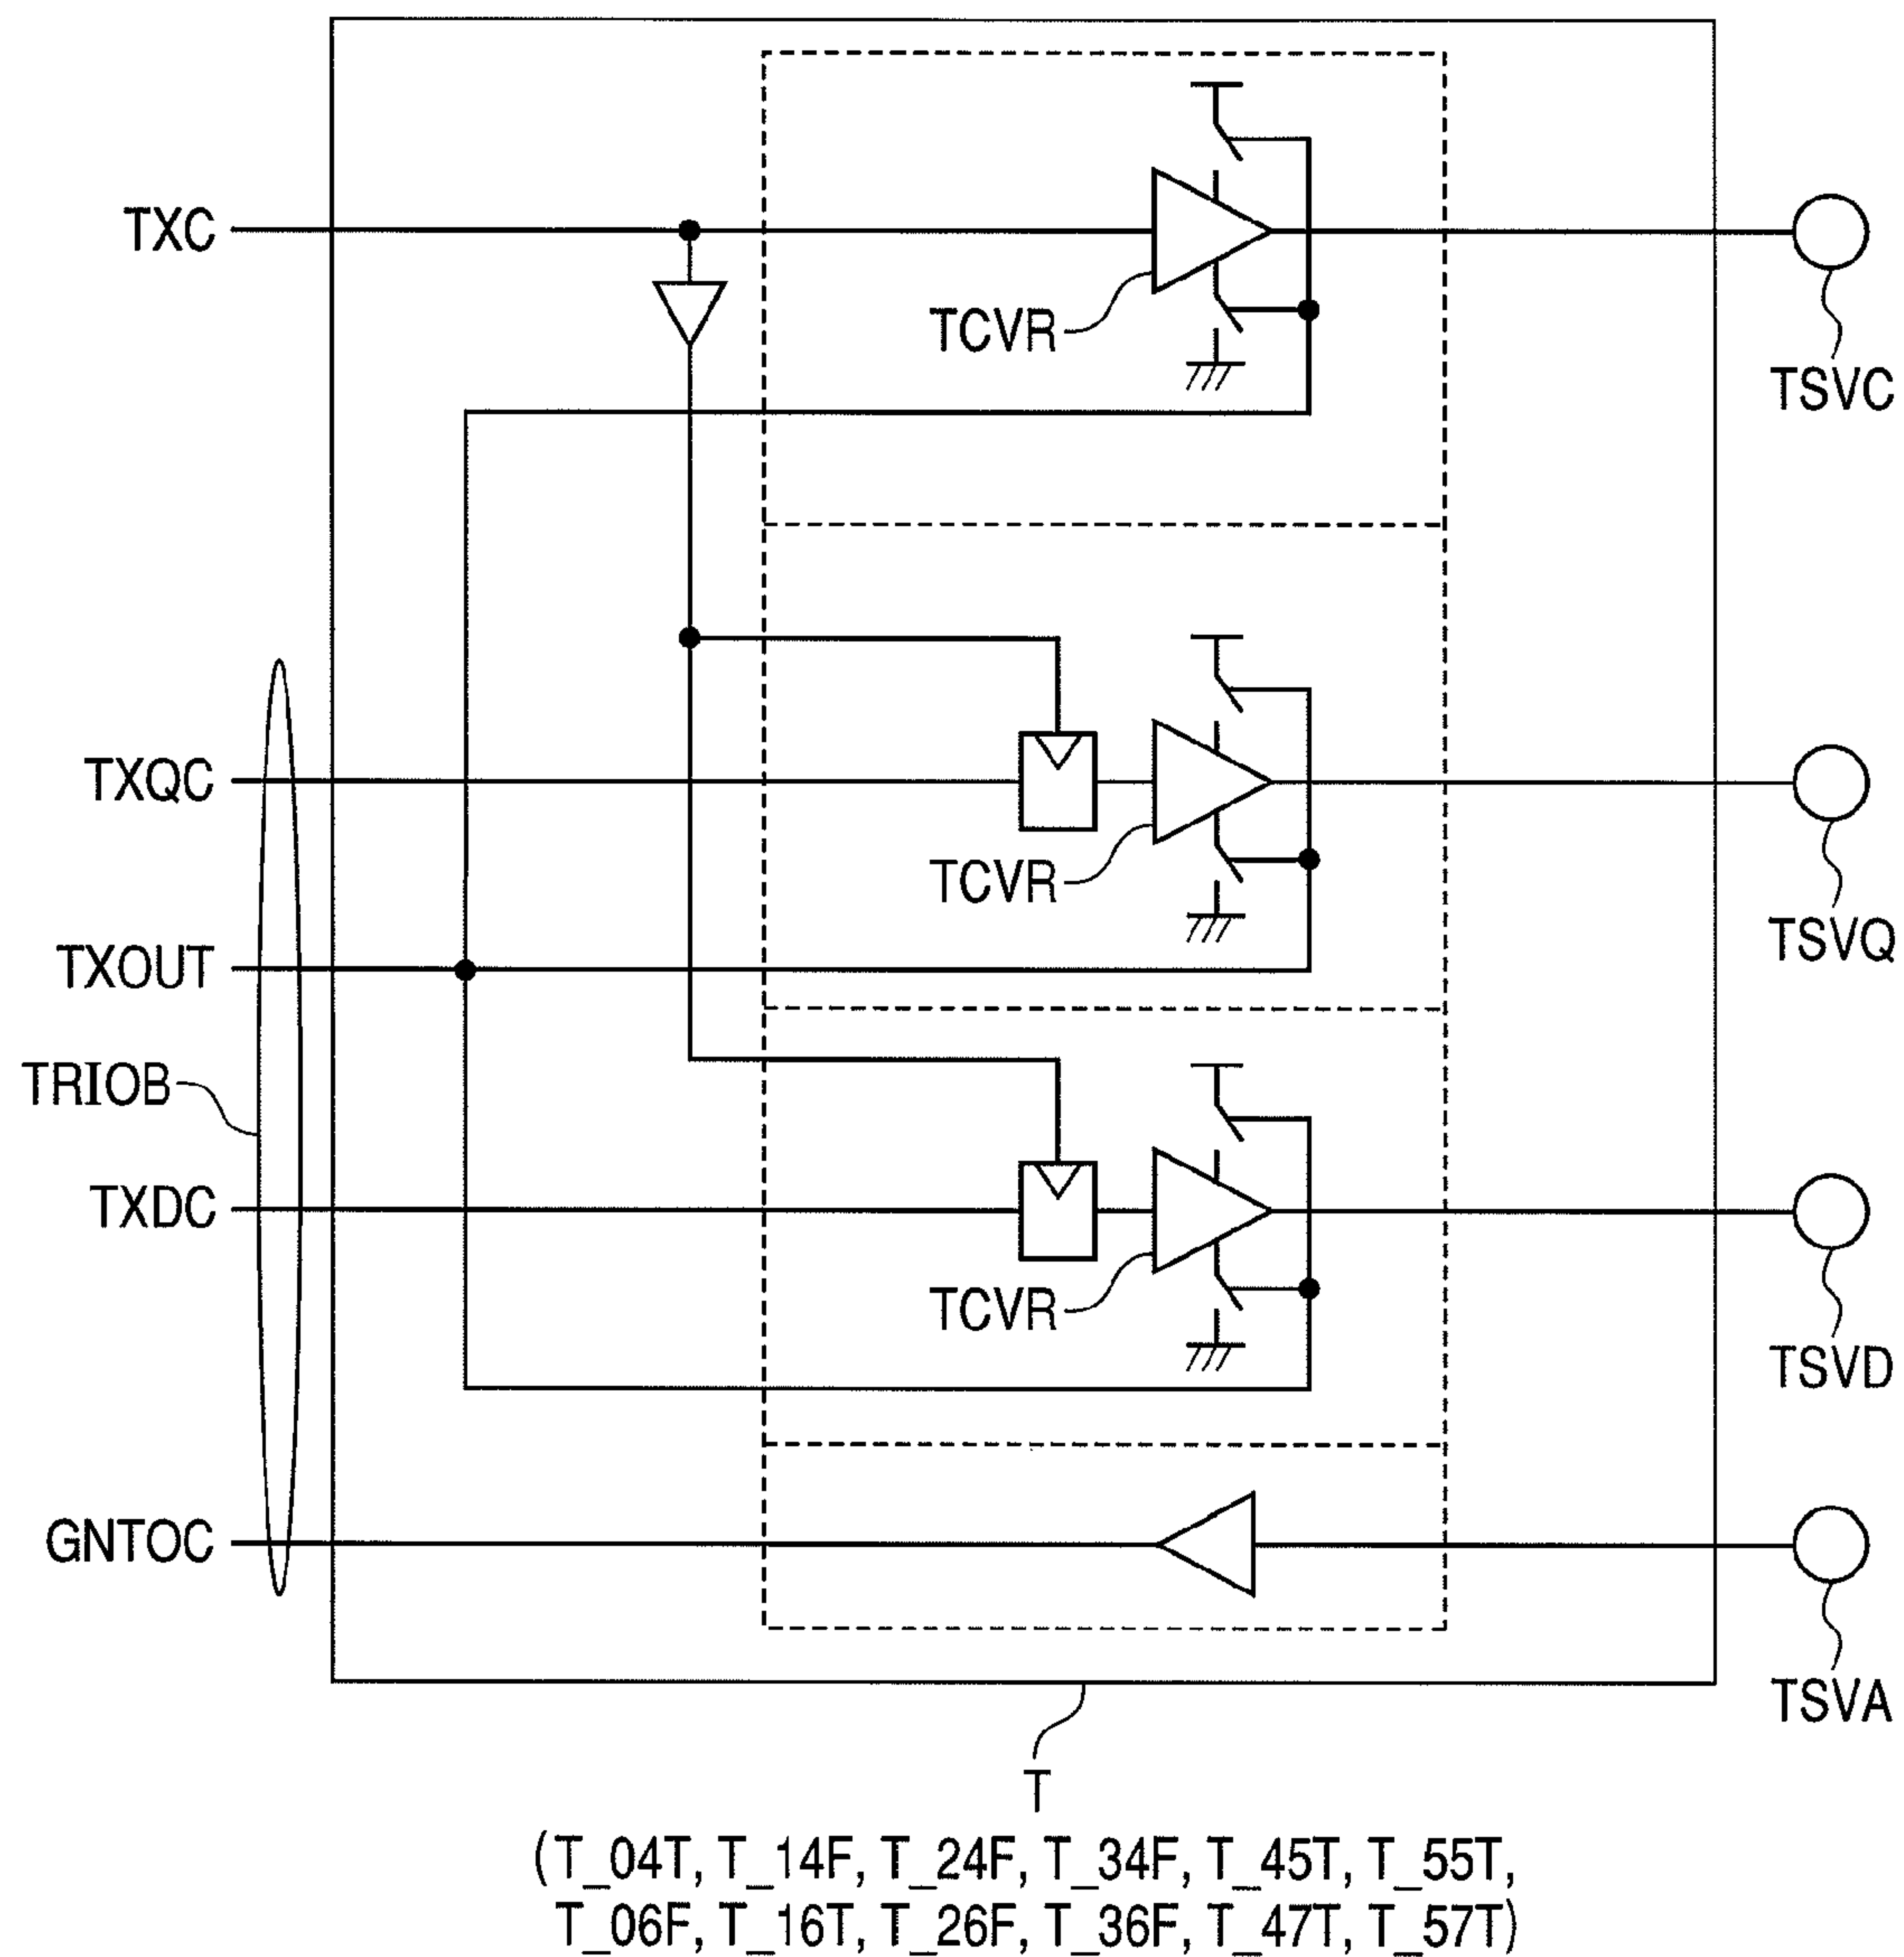 TXC
TCVR
TSVC
TXQC
TCVR
TSVQ
TXOUT
TRIOB
TXDC
TCVR
TSVD
GNTOC
TSVA
T
(T_04T, T_14F, T_24F, T_34F, T_45T, T_55T,
T_06F, T_16T, T_26F, T_36F, T_47T, T_57T)